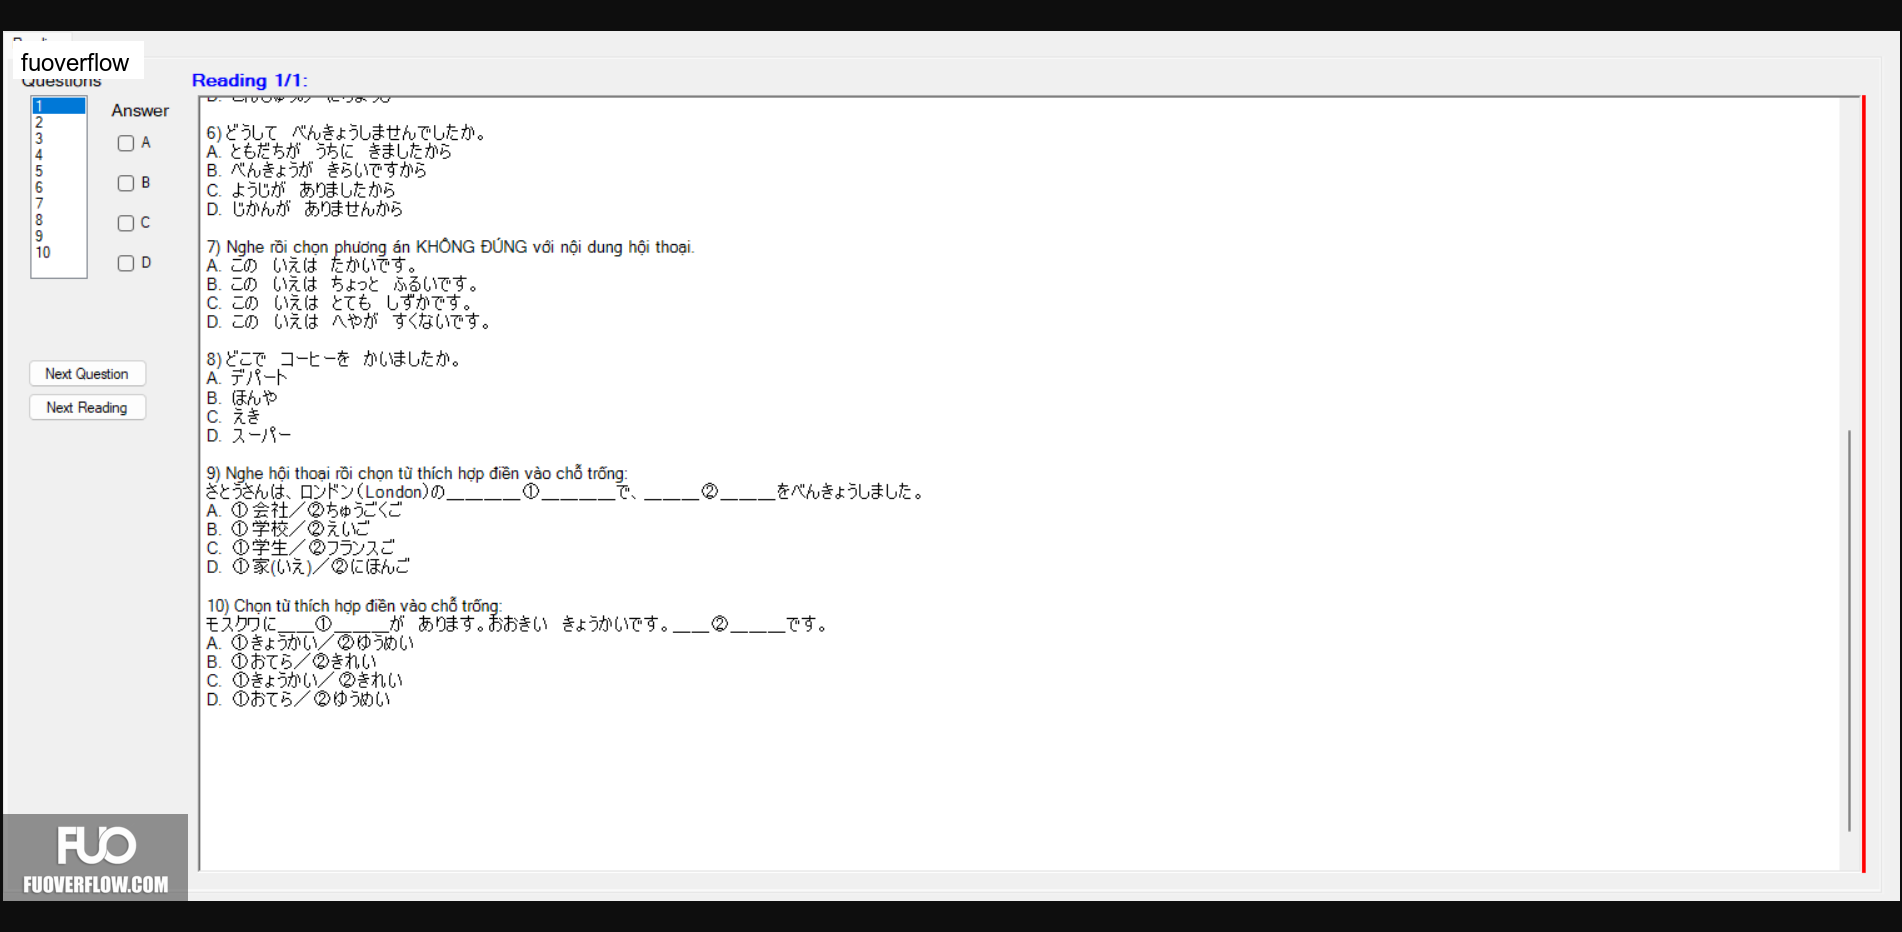 fuoverflow
Questions
Reading 1/1:
1
2
3
4
5
6
7
8
9
10
Answer
A
B
C
D
Next Question
Next Reading
6)どうして　べんきょうしませんでしたか。
A. ともだちが　うちに　きましたから
B. べんきょうが　きらいですから
C. ようじが　ありましたから
D. じかんが　ありませんから
7) Nghe rồi chọn phương án KHÔNG ĐÚNG với nội dung hội thoại.
A. この　いえは　たかいです。
B. この　いえは　ちょっと　ふるいです。
C. この　いえは　とても　しずかです。
D. この　いえは　へやが　すくないです。
8)どこで　コーヒーを　かいましたか。
A. デパート
B. ほんや
C. えき
D. スーパー
9) Nghe hội thoại rồi chọn từ thích hợp điền vào chỗ trống:
さとうさんは、ロンドン(London)の________①________で、______②______をべんきょうしました。
A. ①会社／②ちゅうごくご
B. ①学校／②えいご
C. ①学生／②フランスご
D. ①家(いえ)／②にほんご
10) Chọn từ thích hợp điền vào chỗ trống:
モスクワに____①______が　あります。おおきい　きょうかいです。____②______です。
A. ①きょうかい／②ゆうめい
B. ①おてら／②きれい
C. ①きょうかい／②きれい
D. ①おてら／②ゆうめい
FUO
FUOVERFLOW.COM